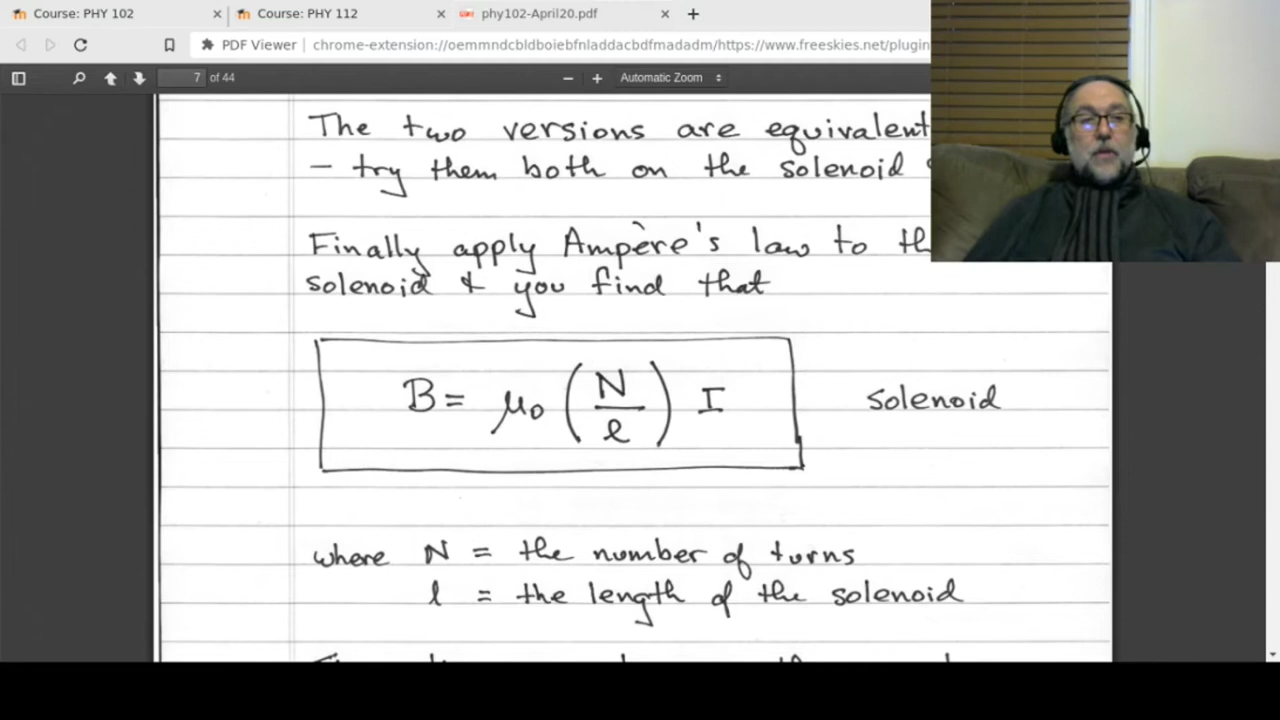 Course: PHY 102
Course: PHY 112
phy102-April20.pdf
PDF Viewer chrome-extension://oemmndcbldboiebfnladdacbdfmadadm/https://www.freeskies.net/plugin
7 of 44
Automatic Zoom
The two versions are equivalent
– try them both on the solenoid
Finally apply Ampère's law to th
solenoid & you find that
B = μ₀ (N/ℓ) I solenoid
where N = the number of turns
l = the length of the solenoid